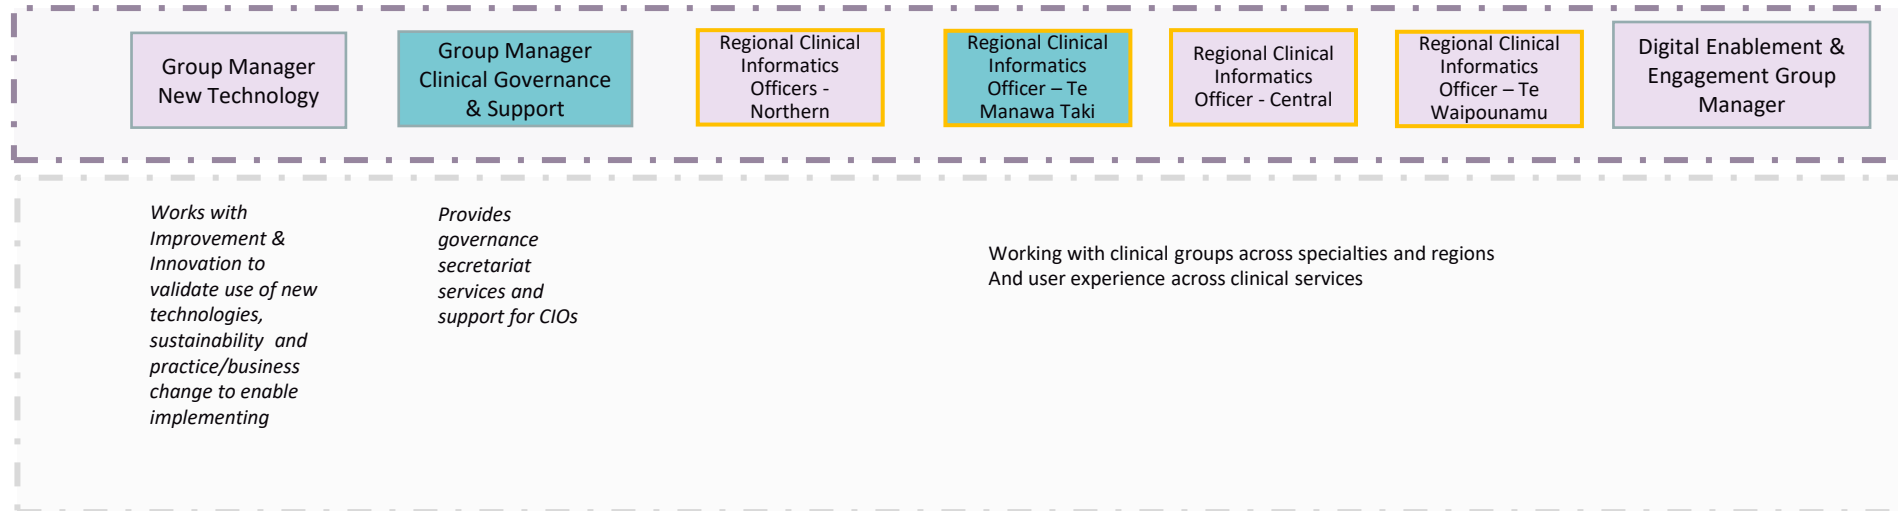 Group Manager
New Technology
Group Manager
Clinical Governance
& Support
Regional Clinical
Informatics
Officers -
Northern
Regional Clinical
Informatics
Officer – Te
Manawa Taki
Regional Clinical
Informatics
Officer - Central
Regional Clinical
Informatics
Officer – Te
Waipounamu
Digital Enablement &
Engagement Group
Manager
Works with
Improvement &
Innovation to
validate use of new
technologies,
sustainability and
practice/business
change to enable
implementing
Provides
governance
secretariat
services and
support for CIOs
Working with clinical groups across specialties and regions
And user experience across clinical services